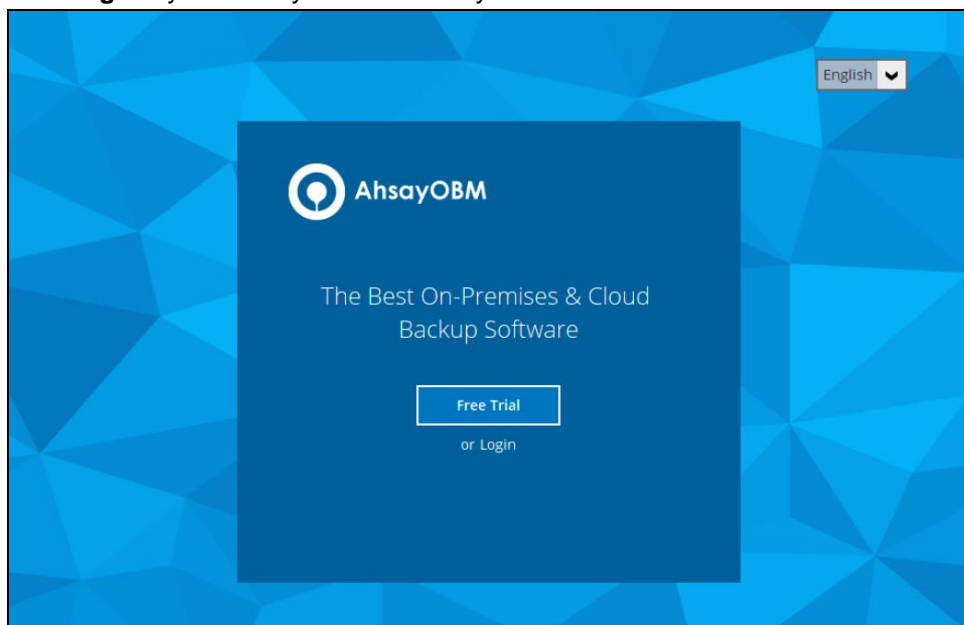 English
AhsayOBM
The Best On-Premises & Cloud
Backup Software
Free Trial
or Login